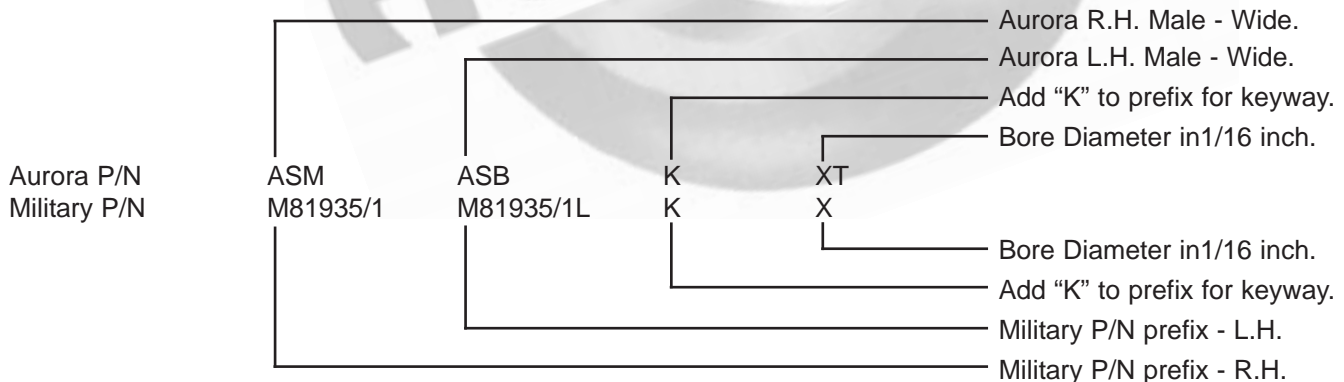 Aurora R.H. Male - Wide.
Aurora L.H. Male - Wide.
Add “K” to prefix for keyway.
Bore Diameter in1/16 inch.
Aurora P/N ASM ASB K XT
Military P/N M81935/1 M81935/1L K X
Bore Diameter in1/16 inch.
Add “K” to prefix for keyway.
Military P/N prefix - L.H.
Military P/N prefix - R.H.